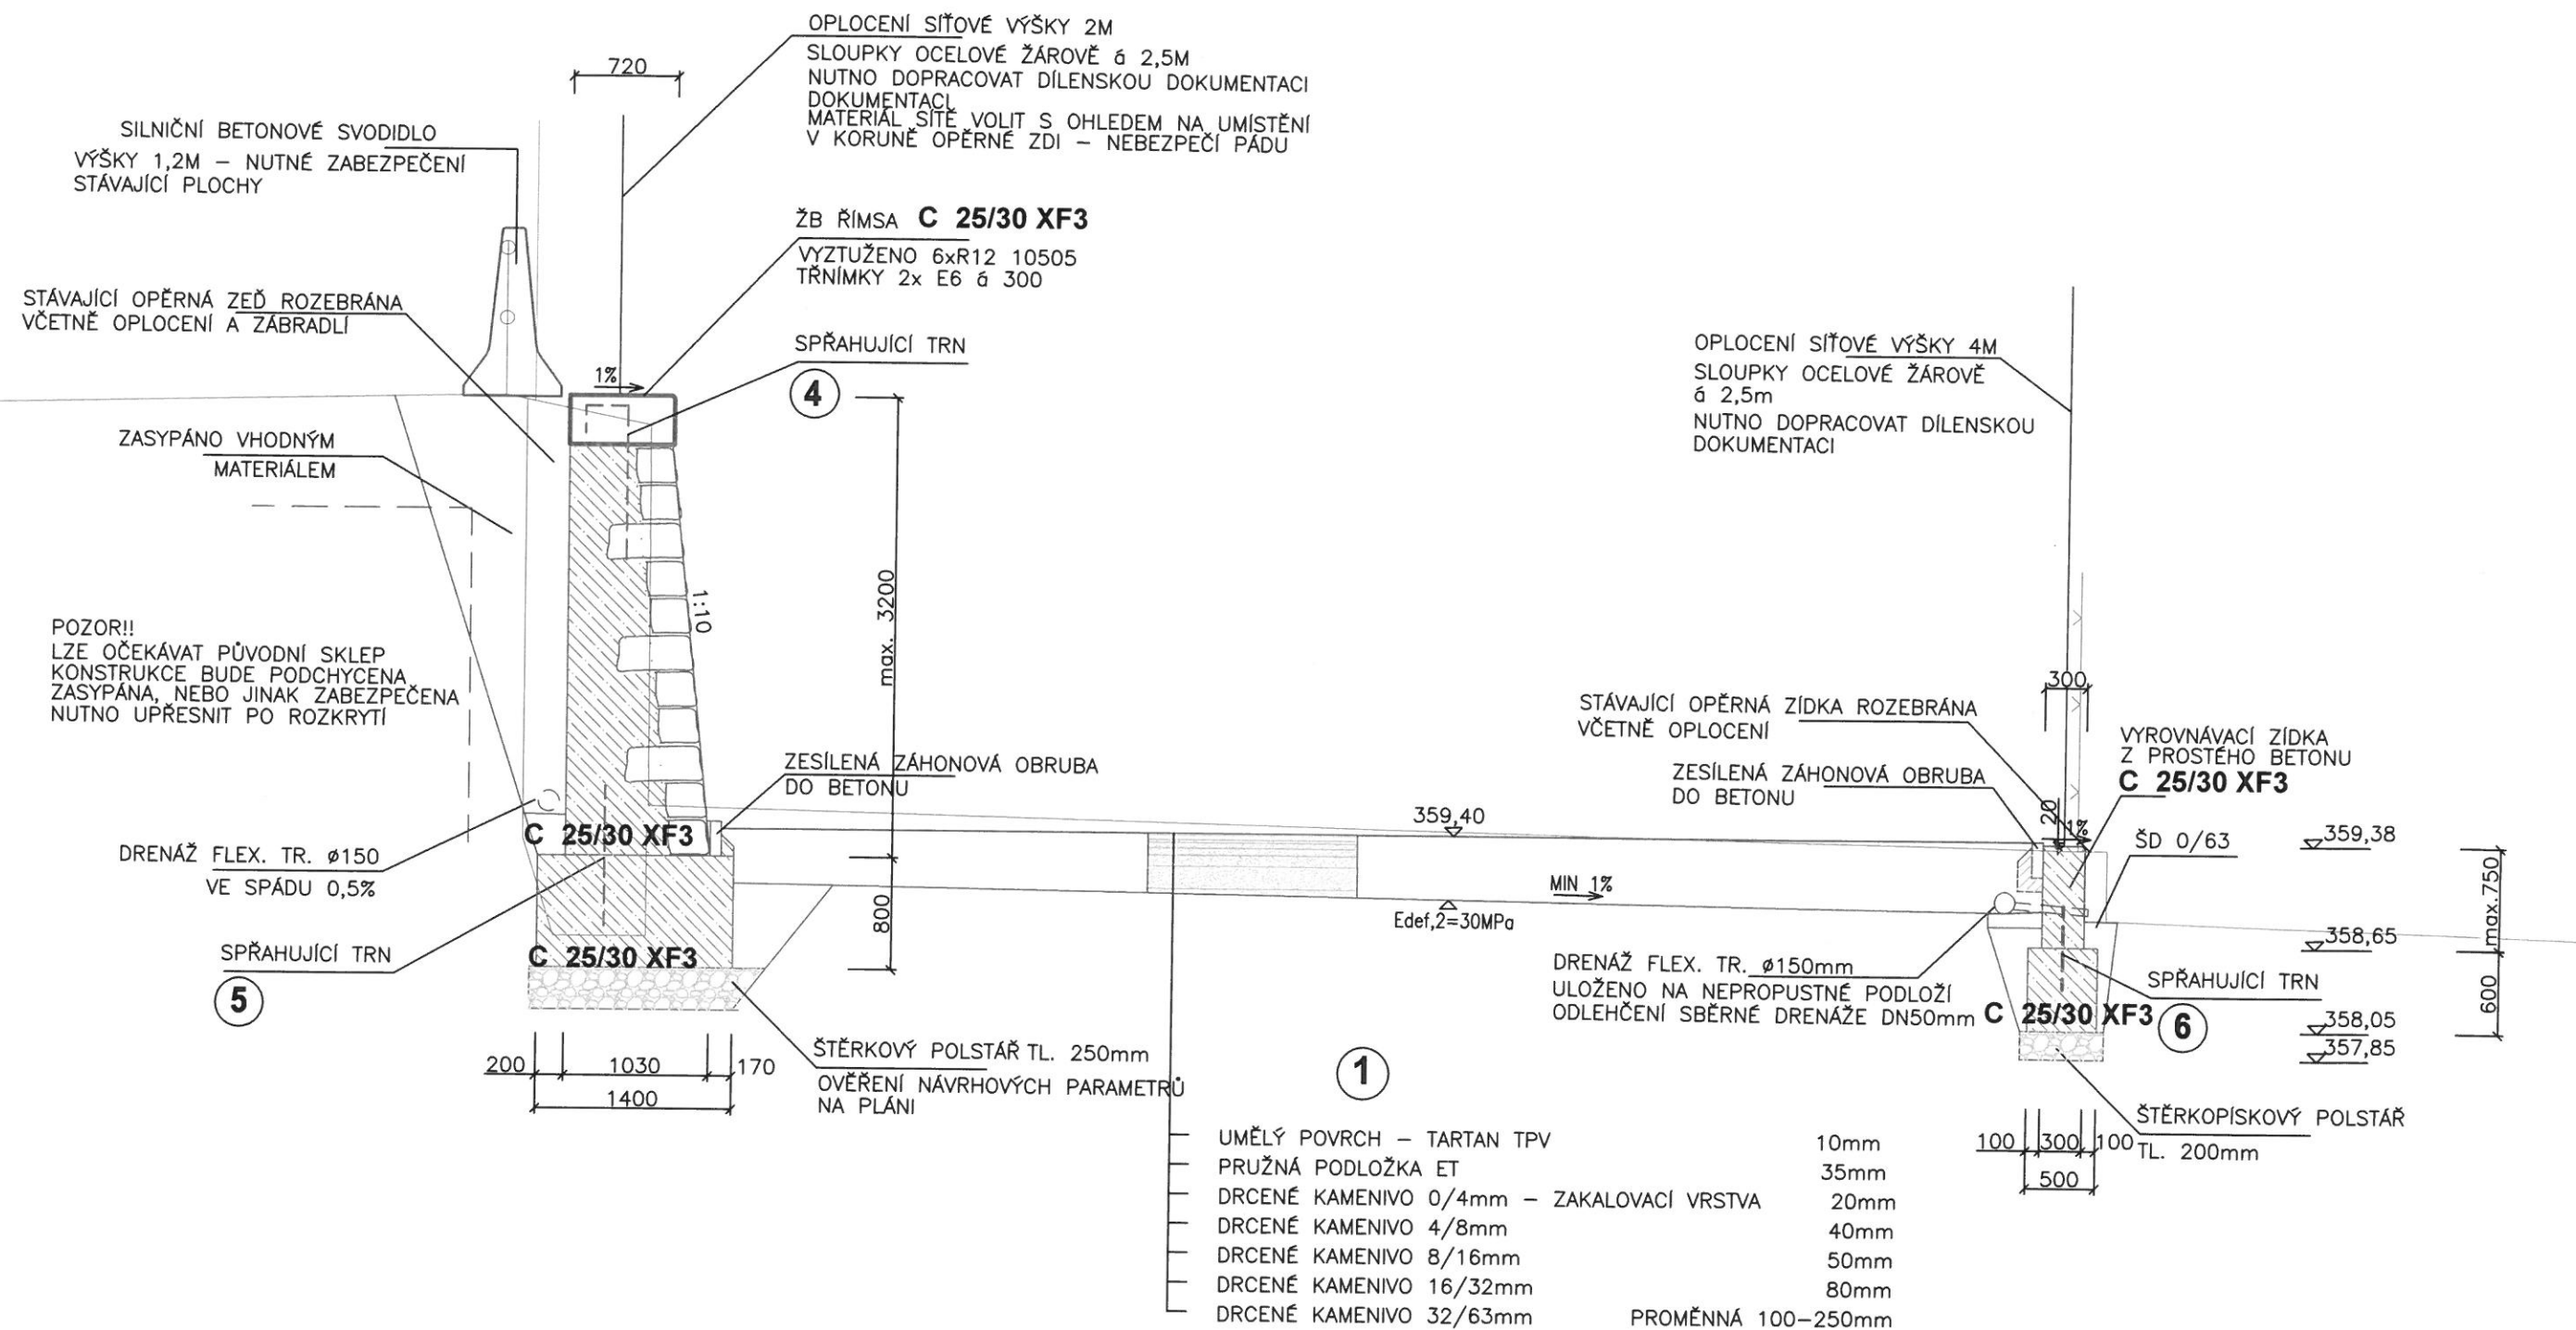 OPLOCENÍ SÍŤOVÉ VÝŠKY 2M
SLOUPKY OCELOVÉ ŽÁROVĚ á 2,5M
NUTNO DOPRACOVAT DÍLENSKOU DOKUMENTACI
DOKUMENTACI
MATERIÁL SÍTĚ VOLIT S OHLEDEM NA UMÍSTĚNÍ
V KORUNĚ OPĚRNÉ ZDI – NEBEZPEČÍ PÁDU
720
SILNIČNÍ BETONOVÉ SVODIDLO
VÝŠKY 1,2M – NUTNÉ ZABEZPEČENÍ
STÁVAJÍCÍ PLOCHY
ŽB ŘÍMSA C 25/30 XF3
VYZTUŽENO 6xR12 10505
TŘNÍMKY 2x E6 á 300
STÁVAJÍCÍ OPĚRNÁ ZEĎ ROZEBRÁNA
VČETNĚ OPLOCENÍ A ZÁBRADLÍ
SPŘAHUJÍCÍ TRN
4
1%
ZASYPÁNO VHODNÝM
MATERIÁLEM
OPLOCENÍ SÍŤOVÉ VÝŠKY 4M
SLOUPKY OCELOVÉ ŽÁROVĚ
á 2,5m
NUTNO DOPRACOVAT DÍLENSKOU
DOKUMENTACI
max. 3200
1:10
POZOR!!
LZE OČEKÁVAT PŮVODNÍ SKLEP
KONSTRUKCE BUDE PODCHYCENA
ZASYPÁNA, NEBO JINAK ZABEZPEČENA
NUTNO UPŘESNIT PO ROZKRYTÍ
300
STÁVAJÍCÍ OPĚRNÁ ZÍDKA ROZEBRÁNA
VČETNĚ OPLOCENÍ
VYROVNÁVACÍ ZÍDKA
Z PROSTÉHO BETONU
C 25/30 XF3
ZESÍLENÁ ZÁHONOVÁ OBRUBA
DO BETONU
ZESÍLENÁ ZÁHONOVÁ OBRUBA
DO BETONU
20
1%
359,40
C 25/30 XF3
ŠD 0/63
359,38
DRENÁŽ FLEX. TR. ø150
VE SPÁDU 0,5%
800
MIN 1%
Edef,2=30MPa
max.750
358,65
SPŘAHUJÍCÍ TRN
5
C 25/30 XF3
DRENÁŽ FLEX. TR. ø150mm
ULOŽENO NA NEPROPUSTNÉ PODLOŽÍ
ODLEHČENÍ SBĚRNÉ DRENÁŽE DN50mm
C 25/30 XF3
SPŘAHUJÍCÍ TRN
6
600
358,05
357,85
200
1030
170
1400
ŠTĚRKOVÝ POLSTÁŘ TL. 250mm
OVĚŘENÍ NÁVRHOVÝCH PARAMETRŮ
NA PLÁNI
1
ŠTĚRKOPÍSKOVÝ POLSTÁŘ
TL. 200mm
100
300
100
500
UMĚLÝ POVRCH – TARTAN TPV 10mm
PRUŽNÁ PODLOŽKA ET 35mm
DRCENÉ KAMENIVO 0/4mm – ZAKALOVACÍ VRSTVA 20mm
DRCENÉ KAMENIVO 4/8mm 40mm
DRCENÉ KAMENIVO 8/16mm 50mm
DRCENÉ KAMENIVO 16/32mm 80mm
DRCENÉ KAMENIVO 32/63mm PROMĚNNÁ 100–250mm